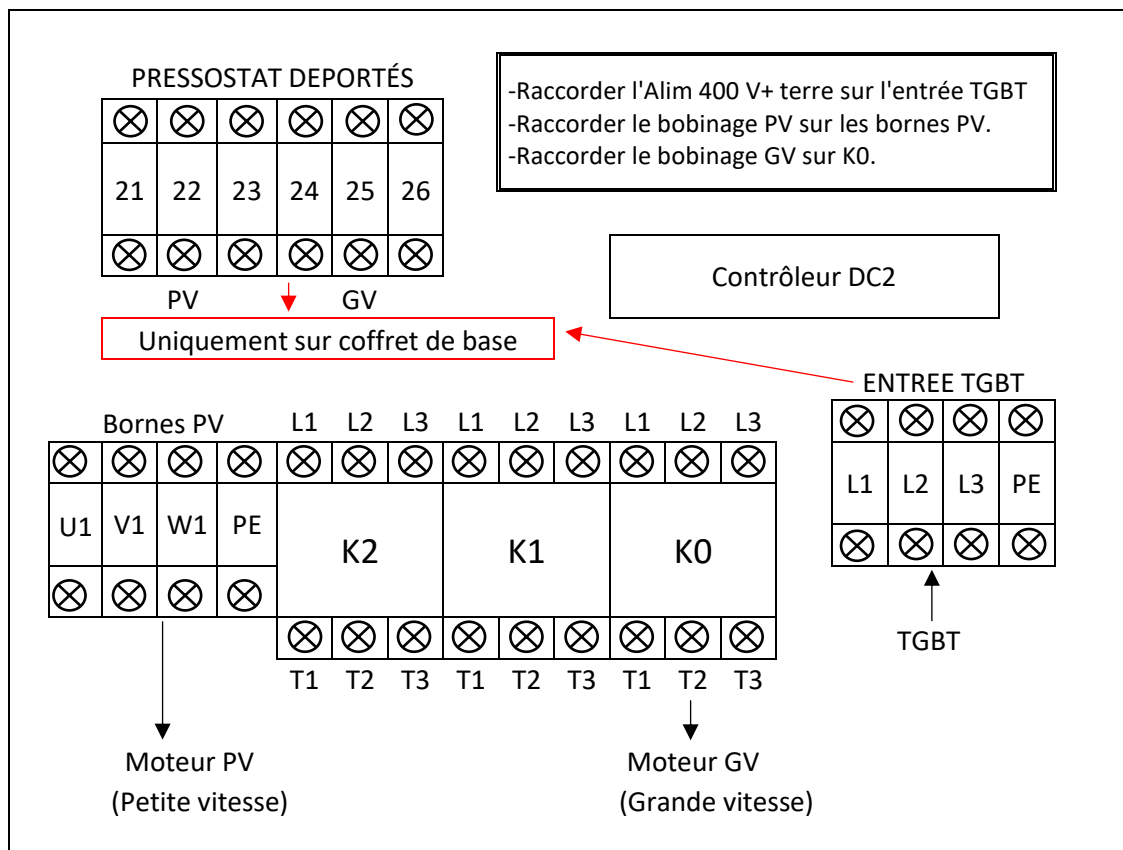 PRESSOSTAT DEPORTÉS
21 22 23 24 25 26
PV GV
-Raccorder l'Alim 400 V+ terre sur l'entrée TGBT
-Raccorder le bobinage PV sur les bornes PV.
-Raccorder le bobinage GV sur K0.
Contrôleur DC2
Uniquement sur coffret de base
ENTREE TGBT
L1 L2 L3 PE
TGBT
Bornes PV
L1 L2 L3 L1 L2 L3 L1 L2 L3
U1 V1 W1 PE
K2 K1 K0
T1 T2 T3 T1 T2 T3 T1 T2 T3
Moteur PV
(Petite vitesse)
Moteur GV
(Grande vitesse)